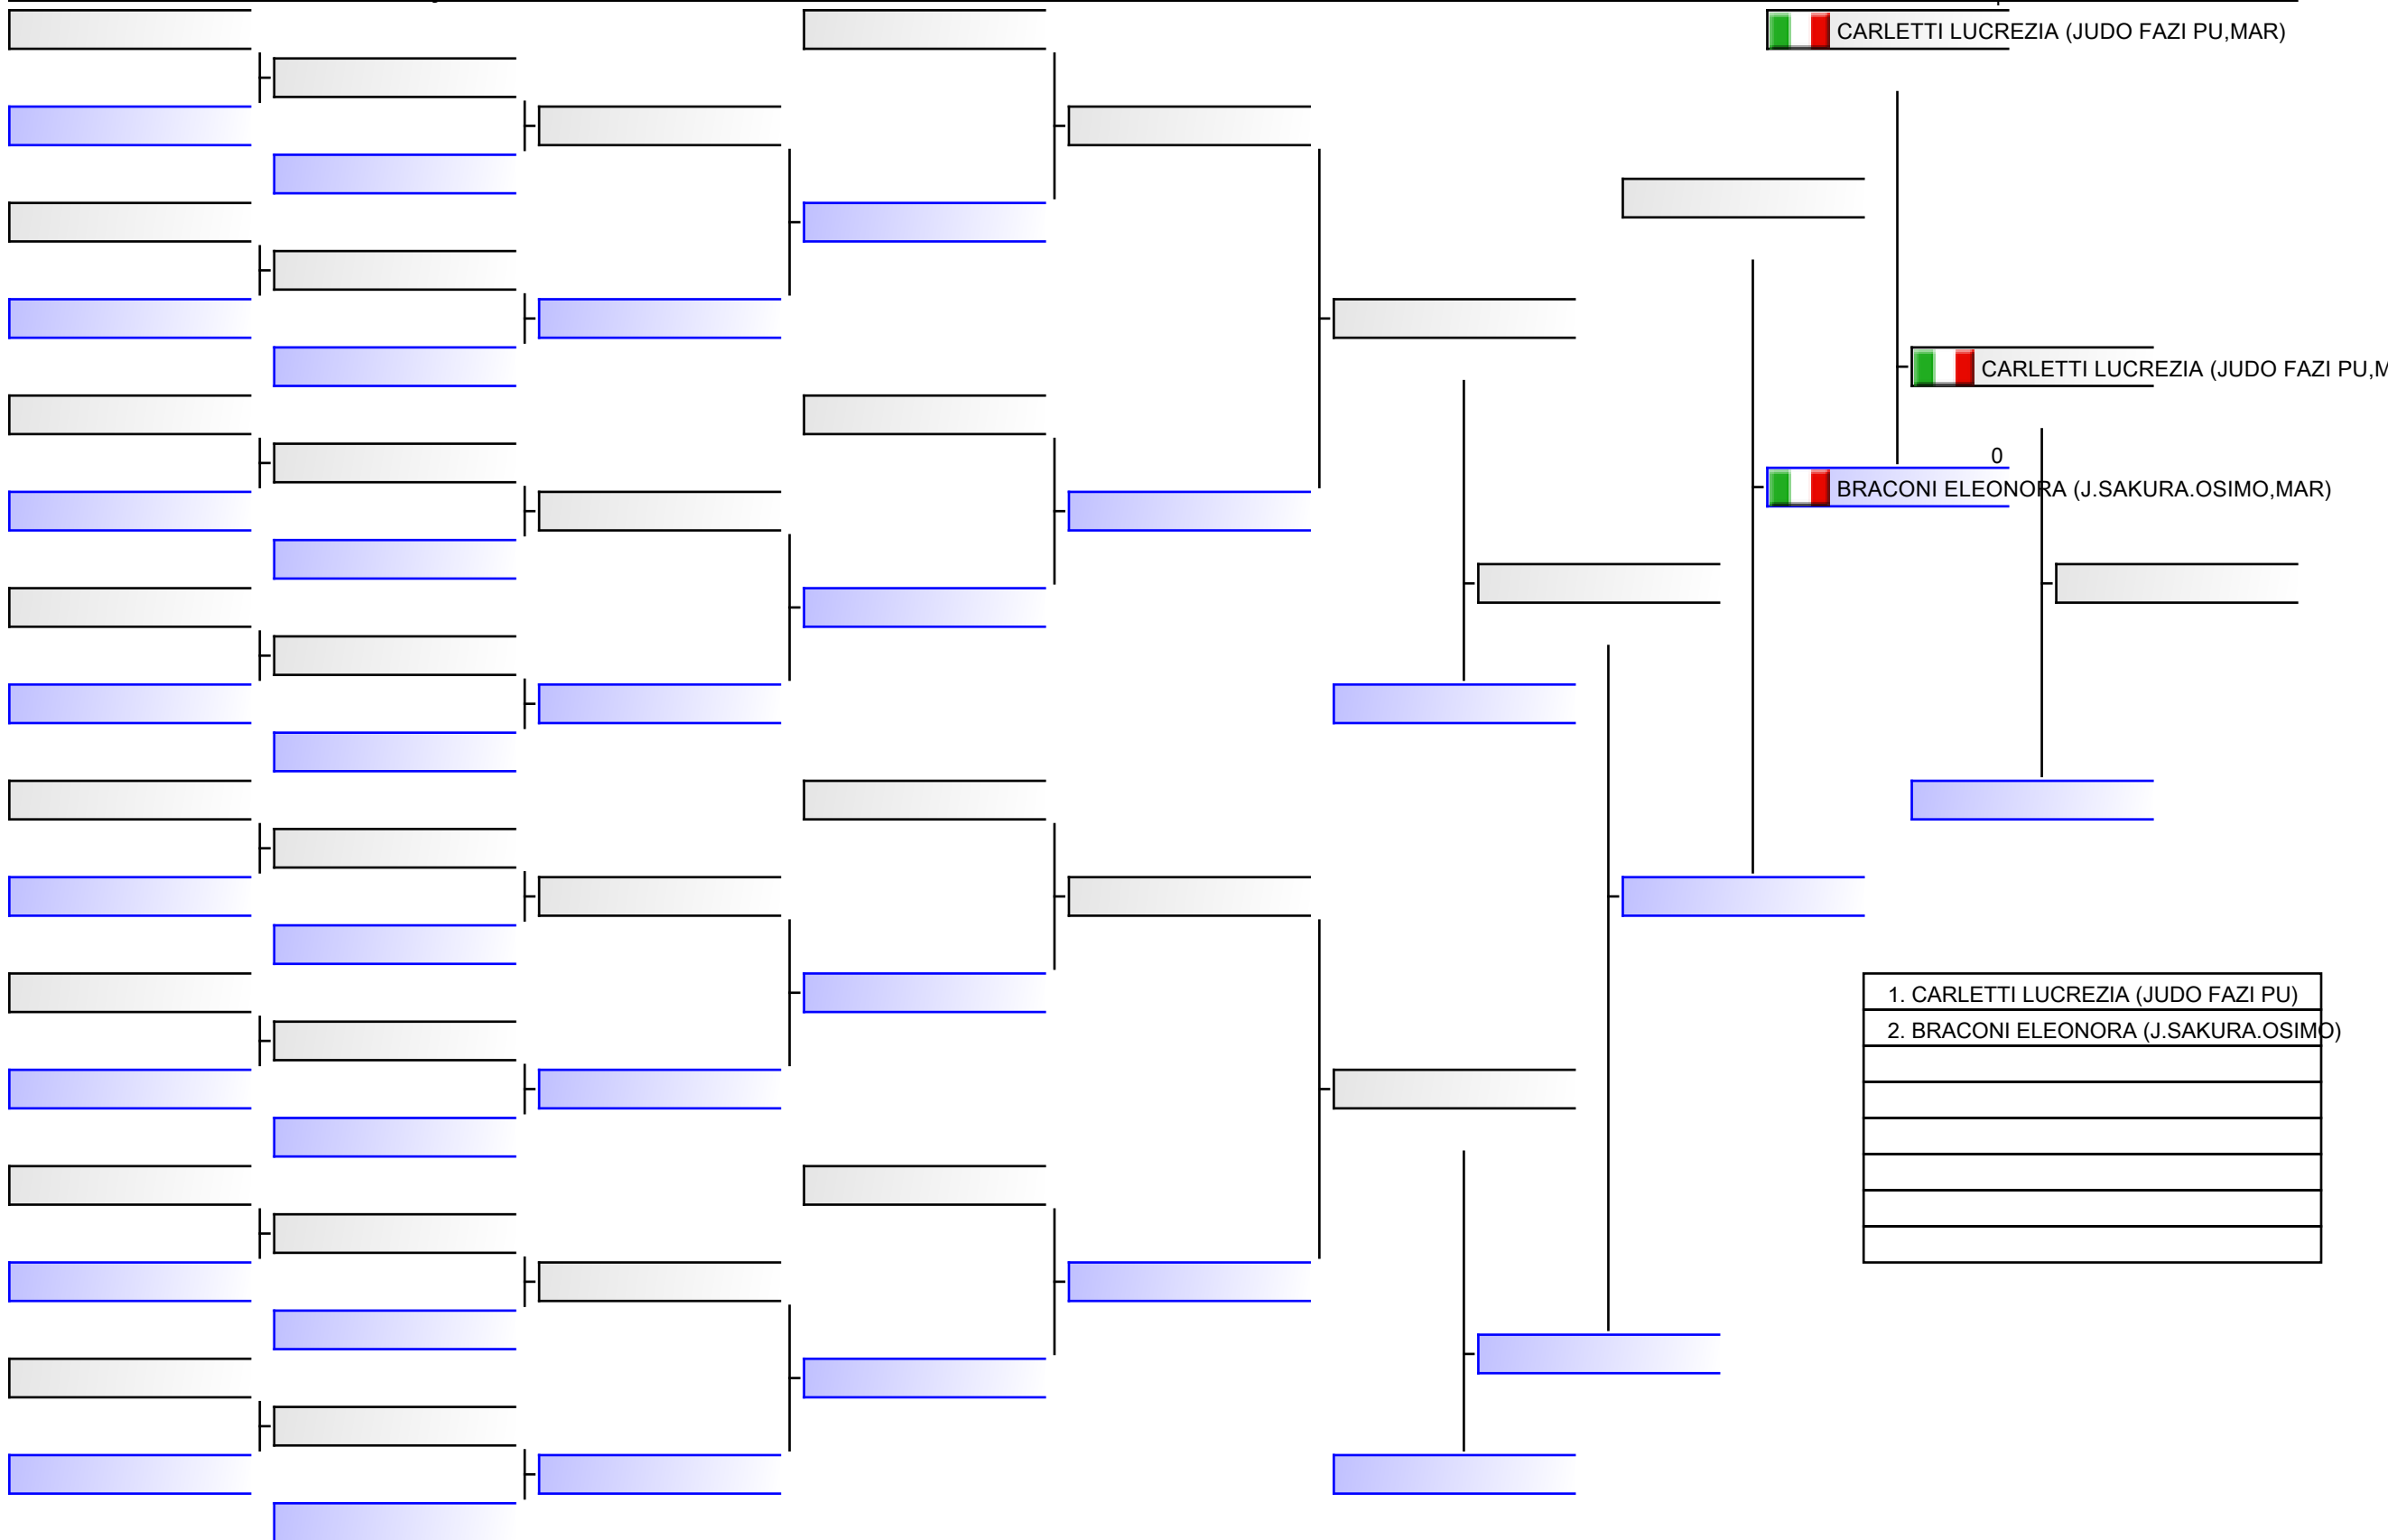 CARLETTI LUCREZIA (JUDO FAZI PU,MAR)
CARLETTI LUCREZIA (JUDO FAZI PU,M
0
BRACONI ELEONORA (J.SAKURA.OSIMO,MAR)
1. CARLETTI LUCREZIA (JUDO FAZI PU)
2. BRACONI ELEONORA (J.SAKURA.OSIMO)